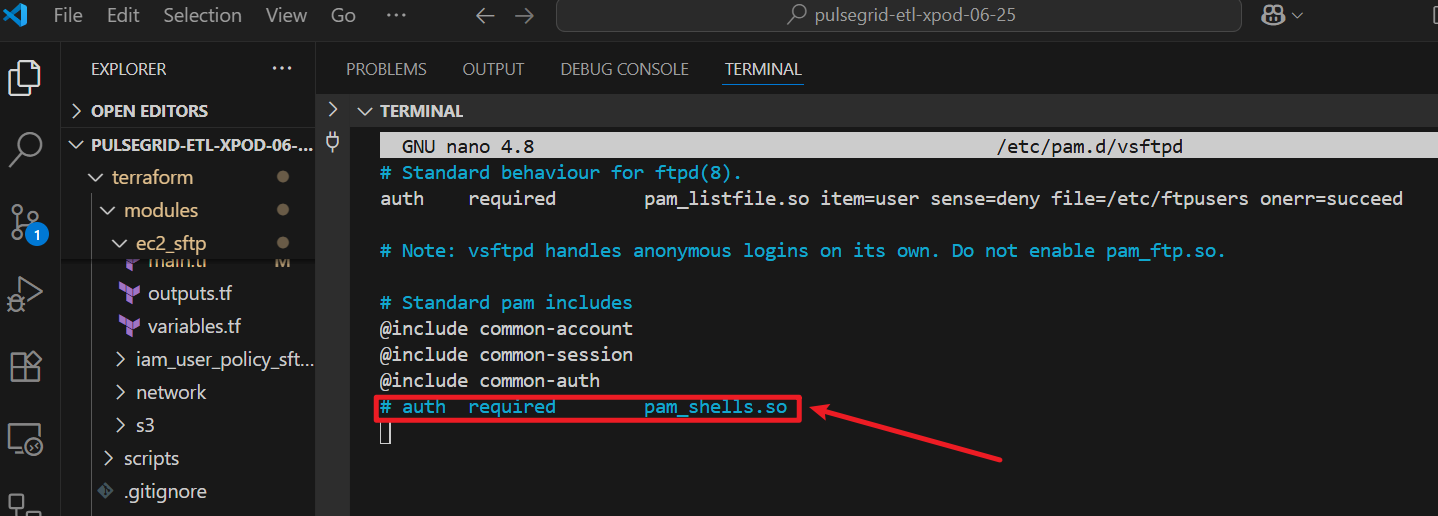 File Edit Selection View Go ···
pulsegrid-etl-xpod-06-25
EXPLORER ···
OPEN EDITORS
PULSEGRID-ETL-XPOD-06-...
terraform
modules
ec2_sftp
main.tf M
outputs.tf
variables.tf
iam_user_policy_sft...
network
s3
scripts
.gitignore
1
PROBLEMS OUTPUT DEBUG CONSOLE TERMINAL
TERMINAL
GNU nano 4.8 /etc/pam.d/vsftpd
# Standard behaviour for ftpd(8).
auth required pam_listfile.so item=user sense=deny file=/etc/ftpusers onerr=succeed
# Note: vsftpd handles anonymous logins on its own. Do not enable pam_ftp.so.
# Standard pam includes
@include common-account
@include common-session
@include common-auth
# auth required pam_shells.so